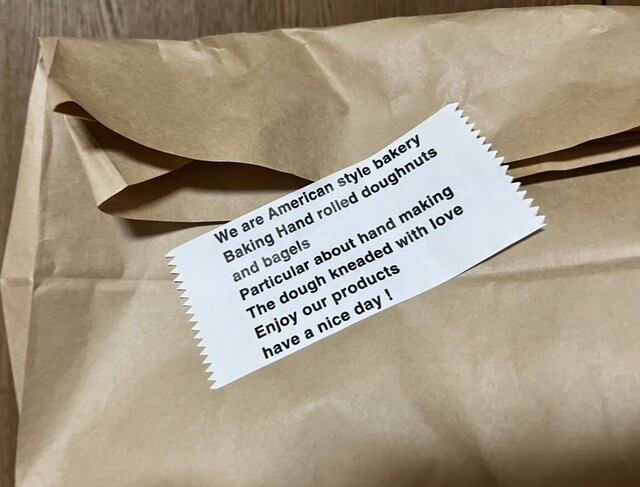 We are American style bakery
Baking Hand rolled doughnuts
and bagels
Particular about hand making
The dough kneaded with love
Enjoy our products
have a nice day !